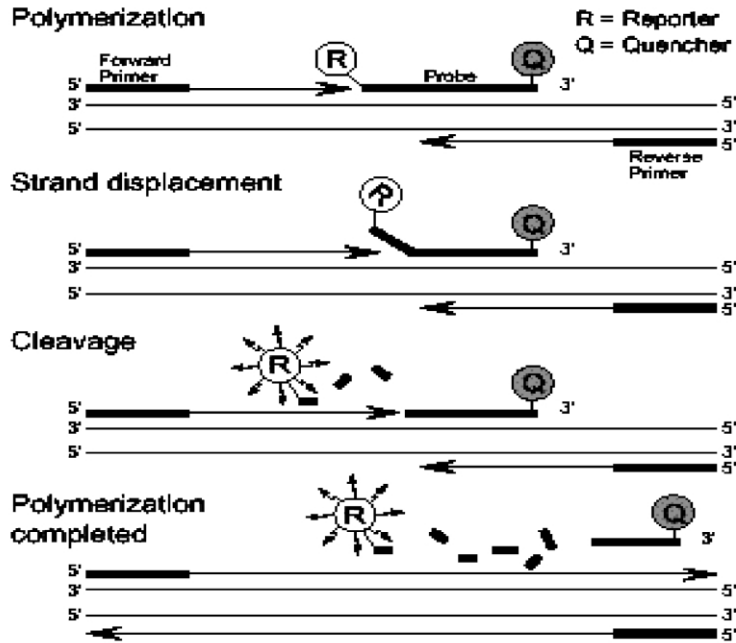 Polymerization
R = Reporter
Q = Quencher
Forward
Primer
R
Probe
Q
5'
3'
3'
5'
5'
3'
5'
Reverse
Primer
Strand displacement
R
Q
5'
3'
3'
5'
5'
3'
5'
Cleavage
R
Q
5'
3'
3'
5'
5'
3'
5'
Polymerization
completed
R
Q
3'
5'
3'
5'
5'
3'
5'